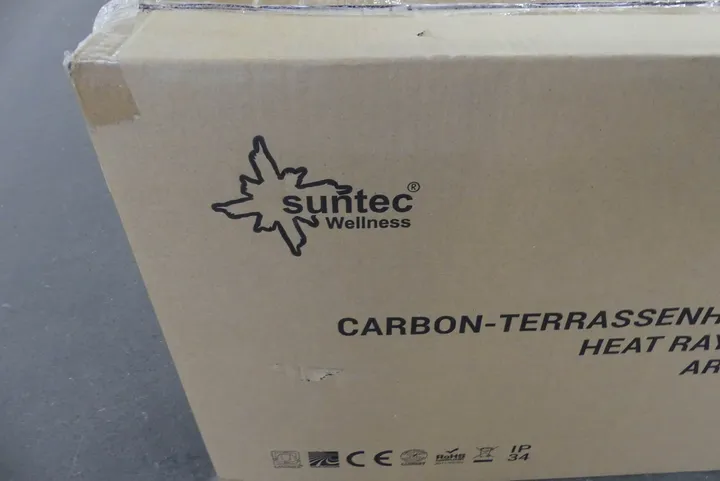 suntec®
Wellness
CARBON-TERRASSENH
HEAT RAY
AR
CE RoHS IP
34